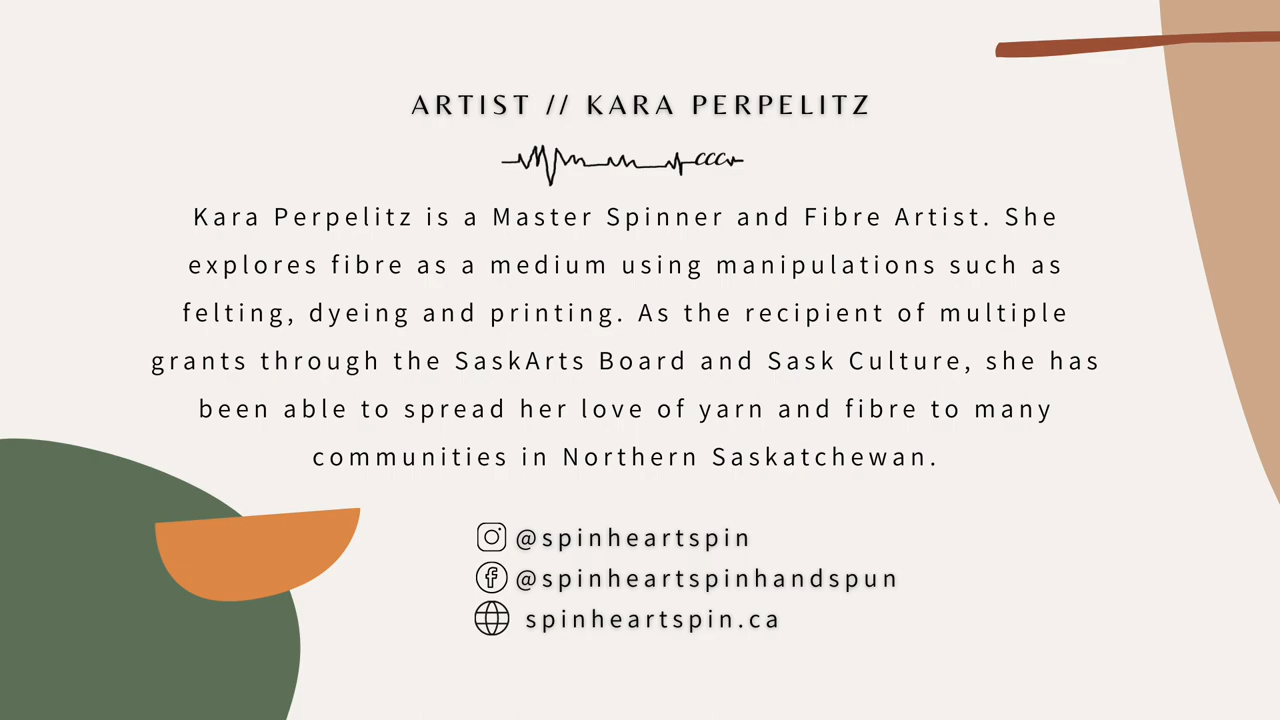 ARTIST // KARA PERPELITZ
Kara Perpelitz is a Master Spinner and Fibre Artist. She
explores fibre as a medium using manipulations such as
felting, dyeing and printing. As the recipient of multiple
grants through the SaskArts Board and Sask Culture, she has
been able to spread her love of yarn and fibre to many
communities in Northern Saskatchewan.
@spinheartspin
@spinheartspinhandspun
spinheartspin.ca